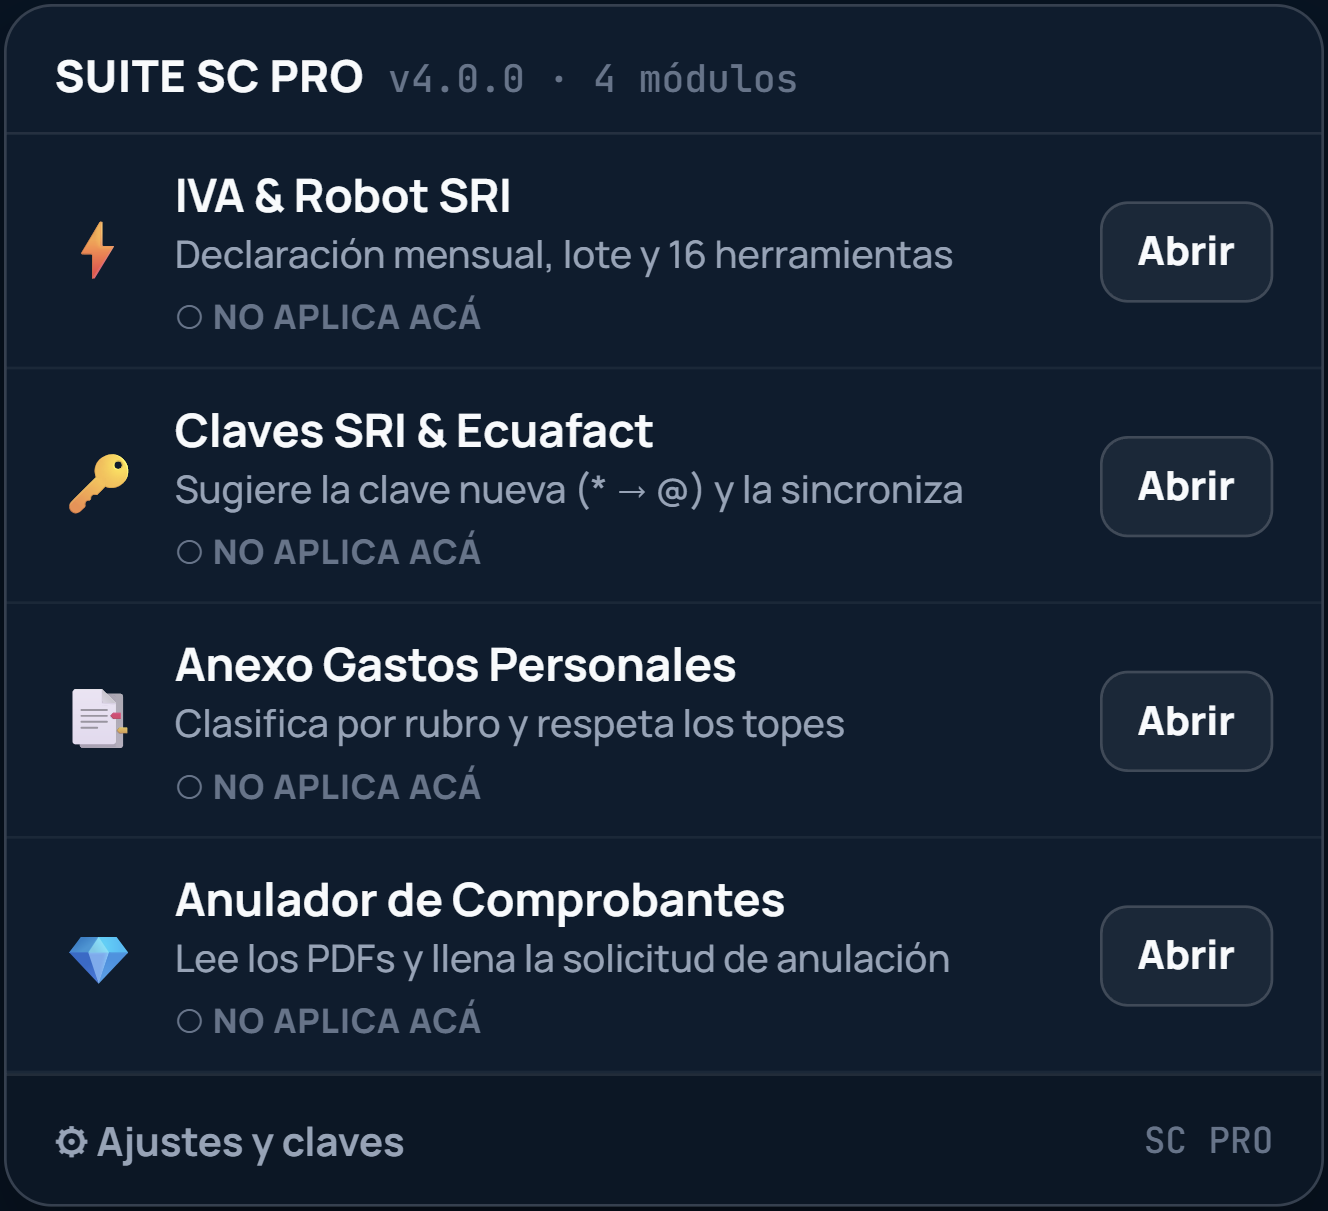 SUITE SC PRO v4.0.0 · 4 módulos
IVA & Robot SRI
Declaración mensual, lote y 16 herramientas
NO APLICA ACÁ
Abrir
Claves SRI & Ecuafact
Sugiere la clave nueva (* → @) y la sincroniza
NO APLICA ACÁ
Abrir
Anexo Gastos Personales
Clasifica por rubro y respeta los topes
NO APLICA ACÁ
Abrir
Anulador de Comprobantes
Lee los PDFs y llena la solicitud de anulación
NO APLICA ACÁ
Abrir
Ajustes y claves
SC PRO